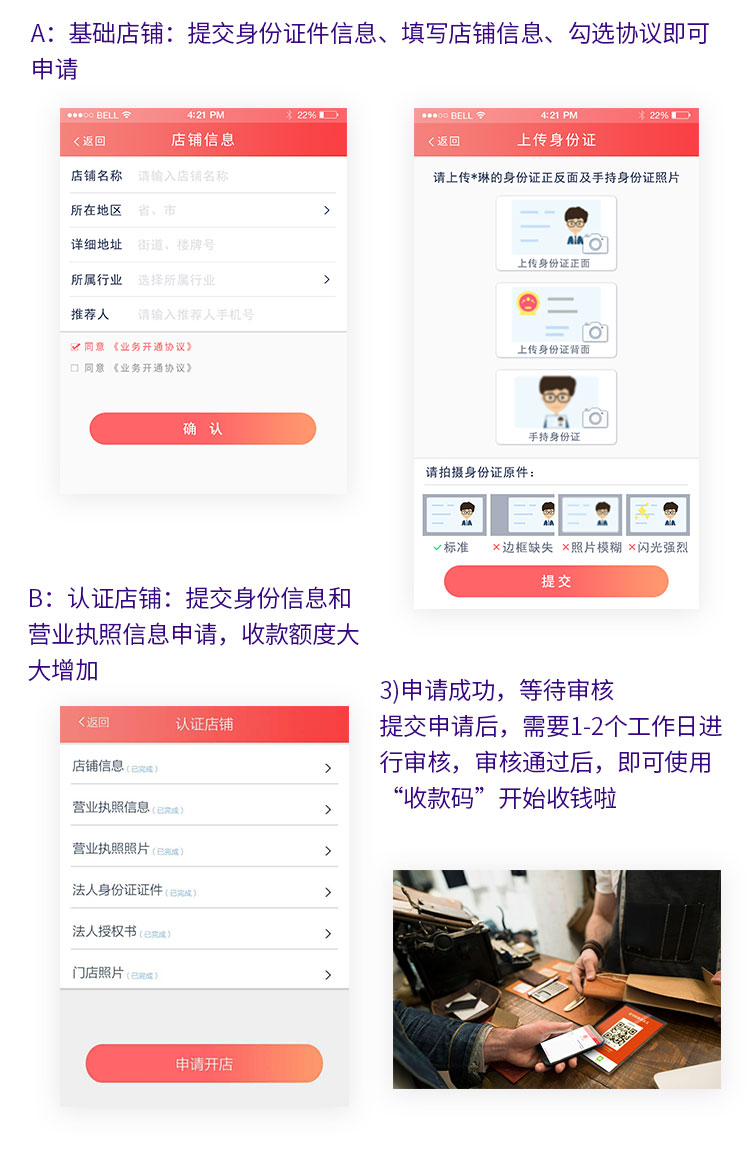 A：基础店铺：提交身份证件信息、填写店铺信息、勾选协议即可
申请
BELL 4:21 PM 22%
返回 店铺信息
店铺名称 请输入店铺名称
所在地区 省、市
详细地址 街道、楼牌号
所属行业 选择所属行业
推荐人 请输入推荐人手机号
同意《业务开通协议》
同意《业务开通协议》
确 认
BELL 4:21 PM 22%
返回 上传身份证
请上传*琳的身份证正反面及手持身份证照片
上传身份证正面
上传身份证背面
手持身份证
请拍摄身份证原件：
标准 边框缺失 照片模糊 闪光强烈
提交
B：认证店铺：提交身份信息和
营业执照信息申请，收款额度大
大增加
返回 认证店铺
店铺信息（已完成）
营业执照信息（已完成）
营业执照照片（已完成）
法人身份证证件（已完成）
法人授权书（已完成）
门店照片（已完成）
申请开店
3)申请成功，等待审核
提交申请后，需要1-2个工作日进
行审核，审核通过后，即可使用
“收款码”开始收钱啦